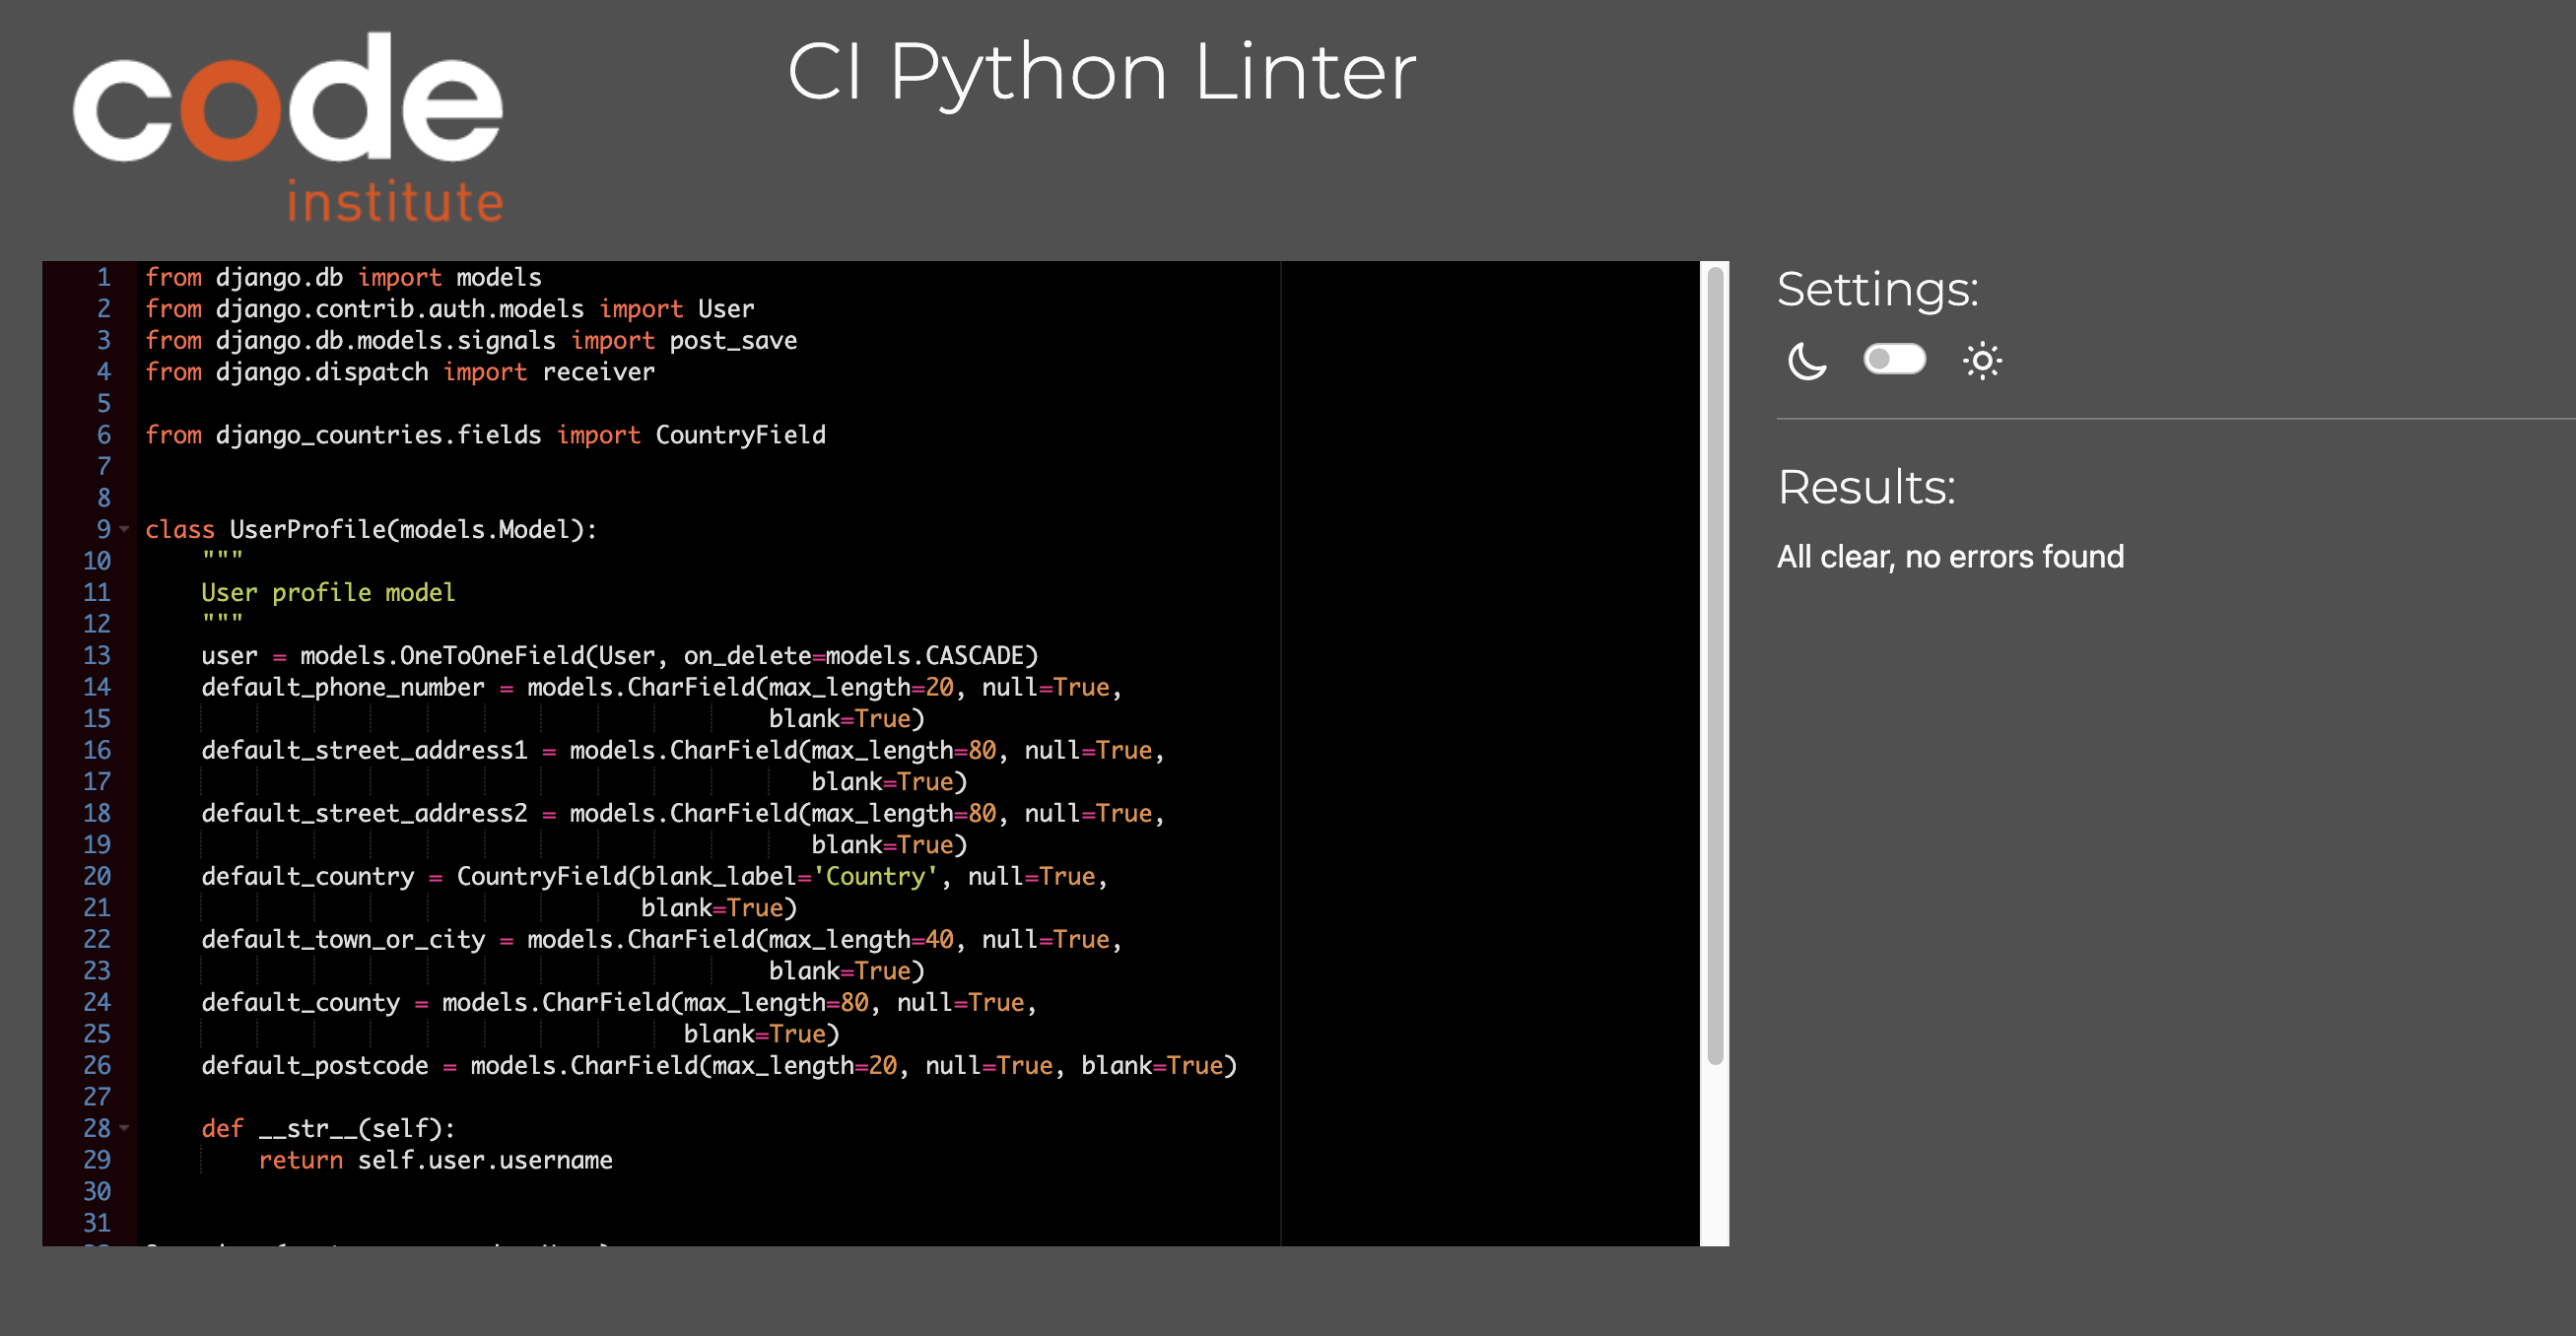 code
institute
CI Python Linter
1 from django.db import models
2 from django.contrib.auth.models import User
3 from django.db.models.signals import post_save
4 from django.dispatch import receiver
5
6 from django_countries.fields import CountryField
7
8
9 class UserProfile(models.Model):
10     """
11     User profile model
12     """
13     user = models.OneToOneField(User, on_delete=models.CASCADE)
14     default_phone_number = models.CharField(max_length=20, null=True,
15                                             blank=True)
16     default_street_address1 = models.CharField(max_length=80, null=True,
17                                                blank=True)
18     default_street_address2 = models.CharField(max_length=80, null=True,
19                                                blank=True)
20     default_country = CountryField(blank_label='Country', null=True,
21                                    blank=True)
22     default_town_or_city = models.CharField(max_length=40, null=True,
23                                             blank=True)
24     default_county = models.CharField(max_length=80, null=True,
25                                       blank=True)
26     default_postcode = models.CharField(max_length=20, null=True, blank=True)
27
28     def __str__(self):
29         return self.user.username
30
31
Settings:
Results:
All clear, no errors found